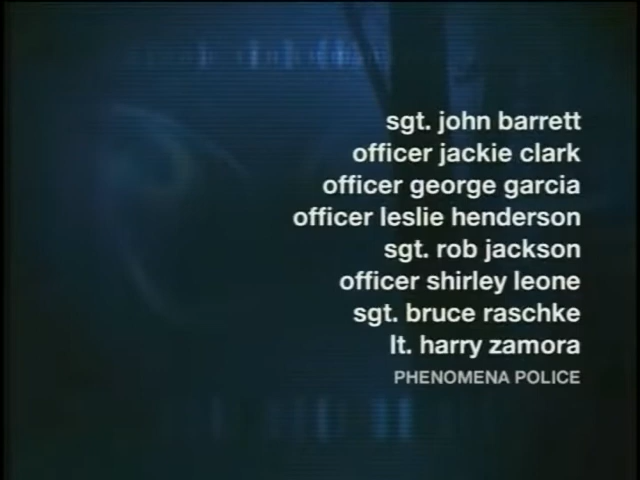 sgt. john barrett
officer jackie clark
officer george garcia
officer leslie henderson
sgt. rob jackson
officer shirley leone
sgt. bruce raschke
lt. harry zamora
PHENOMENA POLICE